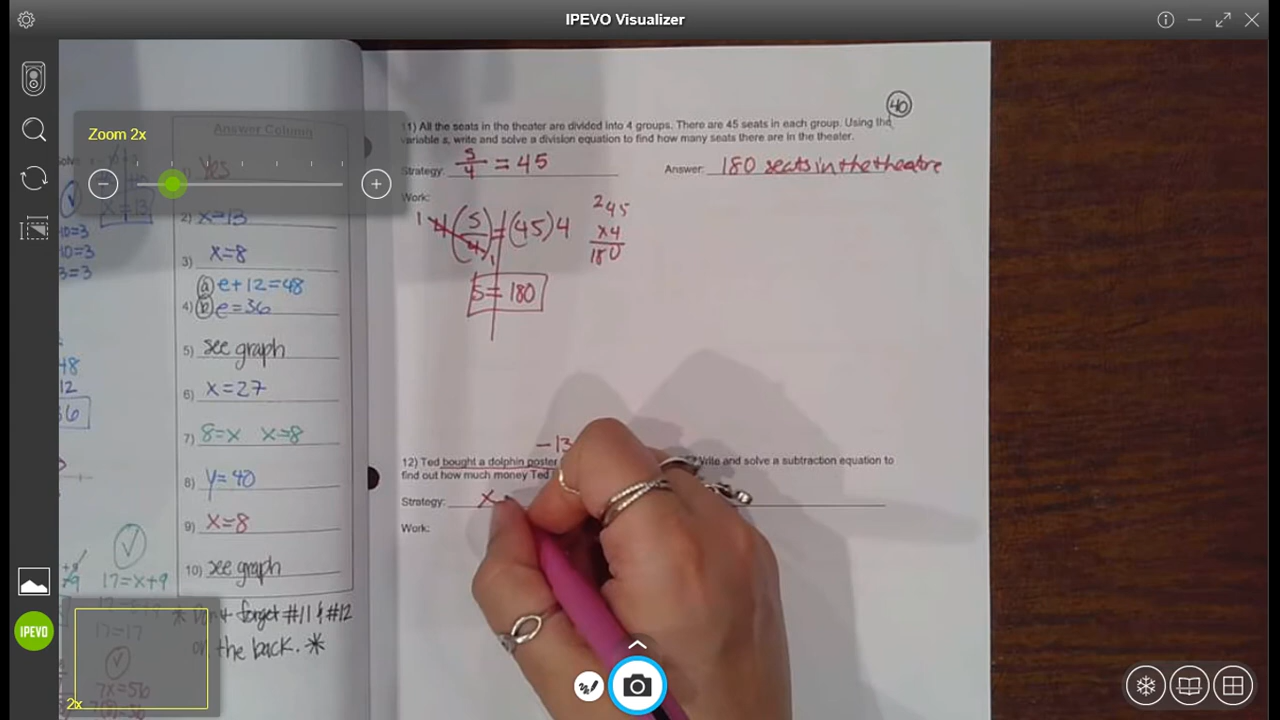 IPEVO Visualizer
Zoom 2x
Answer Column
Yes
2) x=13
3) x=8
4) ⓐ e+12=48
ⓑ e=36
5) see graph
6) x=27
7) 8=x x=8
8) y=40
9) x=8
10) see graph
* Don't forget #11 & #12
on the back. *
17=x+9
17=17
7x=56
40
11) All the seats in the theater are divided into 4 groups. There are 45 seats in each group. Using the
variable s, write and solve a division equation to find how many seats there are in the theater.
Strategy: s/4 = 45
Answer: 180 seats in the theatre
Work:
1 4(s/4)1 = (45)4
245
x4
180
s = 180
-13
12) Ted bought a dolphin poster Write and solve a subtraction equation to
find out how much money Ted
Strategy: x-
Work:
IPEVO
2x